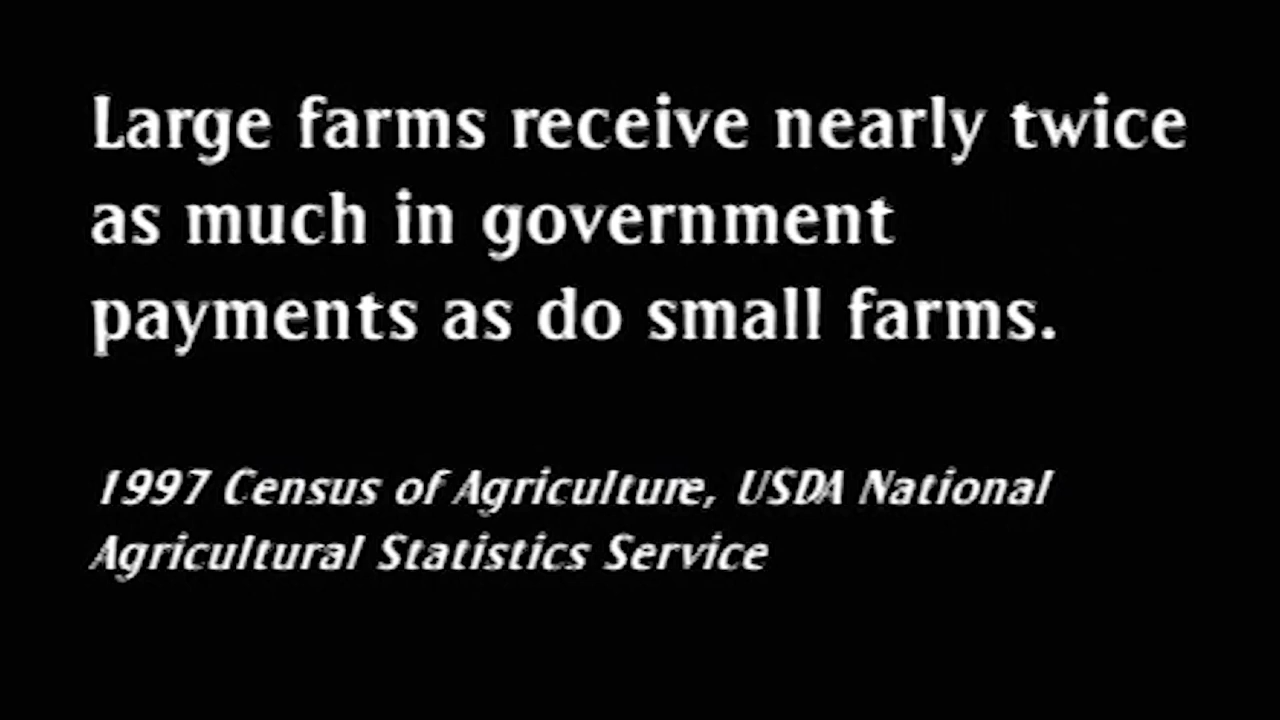 Large farms receive nearly twice
as much in government
payments as do small farms.
1997 Census of Agriculture, USDA National
Agricultural Statistics Service